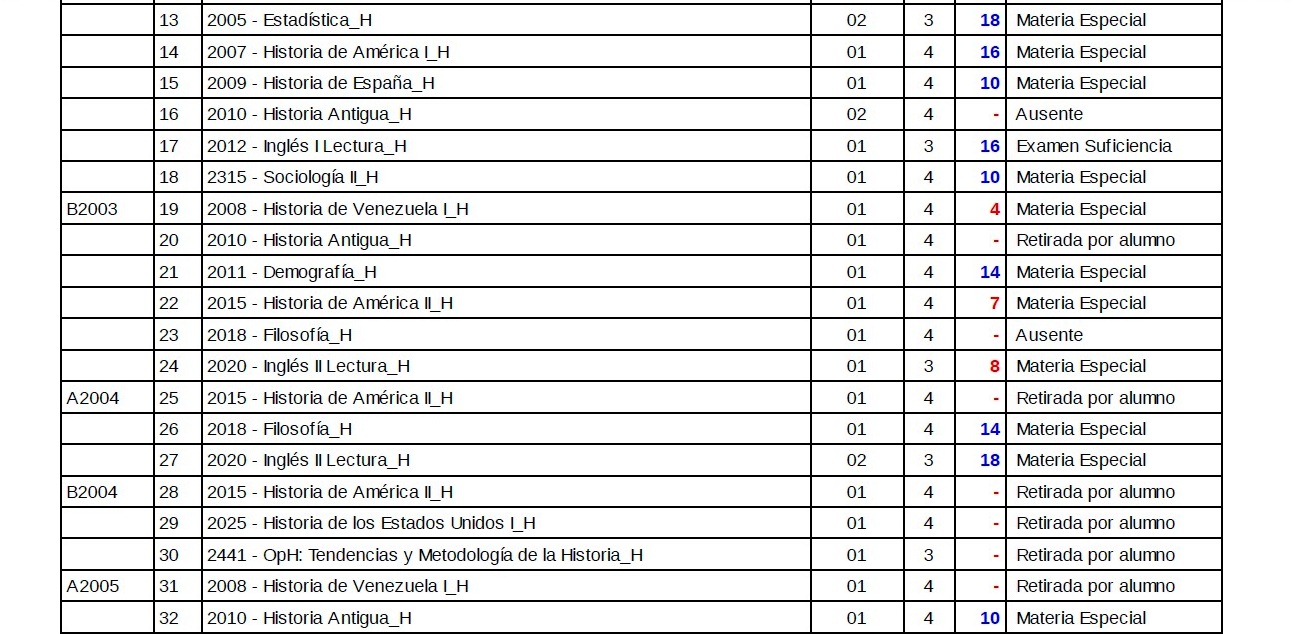 13 2005 - Estadística_H 02 3 18 Materia Especial
14 2007 - Historia de América I_H 01 4 16 Materia Especial
15 2009 - Historia de España_H 01 4 10 Materia Especial
16 2010 - Historia Antigua_H 02 4 - Ausente
17 2012 - Inglés I Lectura_H 01 3 16 Examen Suficiencia
18 2315 - Sociología II_H 01 4 10 Materia Especial
B2003 19 2008 - Historia de Venezuela I_H 01 4 4 Materia Especial
20 2010 - Historia Antigua_H 01 4 - Retirada por alumno
21 2011 - Demografía_H 01 4 14 Materia Especial
22 2015 - Historia de América II_H 01 4 7 Materia Especial
23 2018 - Filosofía_H 01 4 - Ausente
24 2020 - Inglés II Lectura_H 01 3 8 Materia Especial
A2004 25 2015 - Historia de América II_H 01 4 - Retirada por alumno
26 2018 - Filosofía_H 01 4 14 Materia Especial
27 2020 - Inglés II Lectura_H 02 3 18 Materia Especial
B2004 28 2015 - Historia de América II_H 01 4 - Retirada por alumno
29 2025 - Historia de los Estados Unidos I_H 01 4 - Retirada por alumno
30 2441 - OpH: Tendencias y Metodología de la Historia_H 01 3 - Retirada por alumno
A2005 31 2008 - Historia de Venezuela I_H 01 4 - Retirada por alumno
32 2010 - Historia Antigua_H 01 4 10 Materia Especial